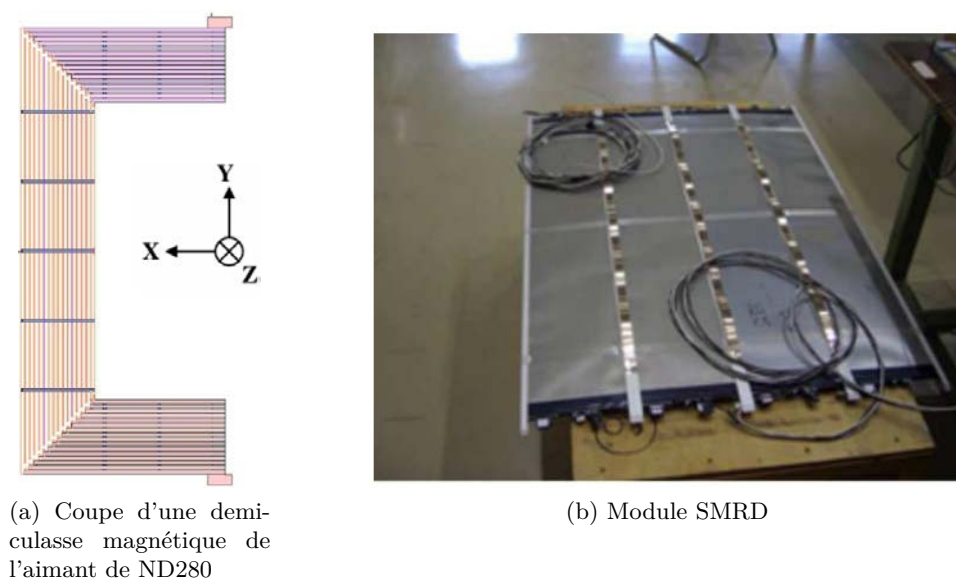 Y
X
Z
(a) Coupe d'une demi-
culasse magnétique de
l'aimant de ND280
(b) Module SMRD